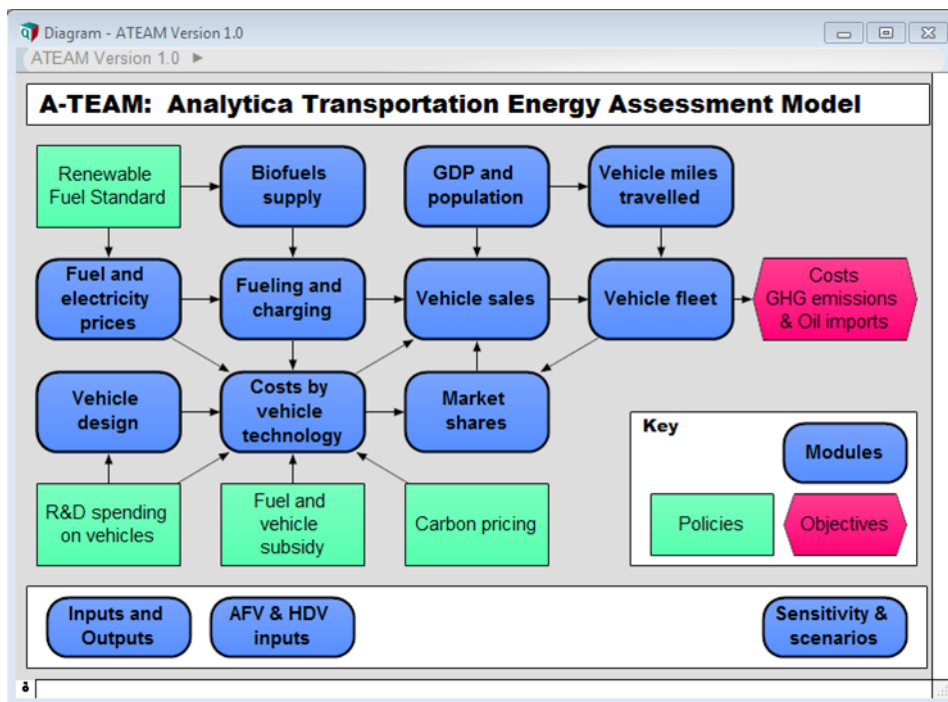 Diagram - ATEAM Version 1.0
ATEAM Version 1.0
A-TEAM: Analytica Transportation Energy Assessment Model
Renewable
Fuel Standard
Biofuels
supply
GDP and
population
Vehicle miles
travelled
Fuel and
electricity
prices
Fueling and
charging
Vehicle sales
Vehicle fleet
Costs
GHG emissions
& Oil imports
Vehicle
design
Costs by
vehicle
technology
Market
shares
Key
Modules
Policies
Objectives
R&D spending
on vehicles
Fuel and
vehicle
subsidy
Carbon pricing
Inputs and
Outputs
AFV & HDV
inputs
Sensitivity &
scenarios